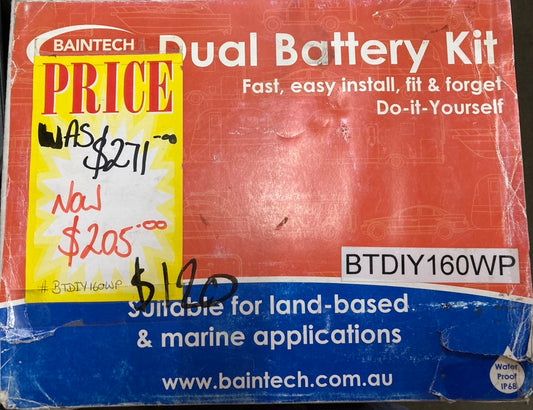 BAINTECH
Dual Battery Kit
Fast, easy install, fit & forget
Do-it-Yourself
PRICE
WAS $271-00
NOW
$205.00
# BTDIY160WP
$120
BTDIY160WP
Suitable for land-based
& marine applications
www.baintech.com.au
Water
Proof
IP68